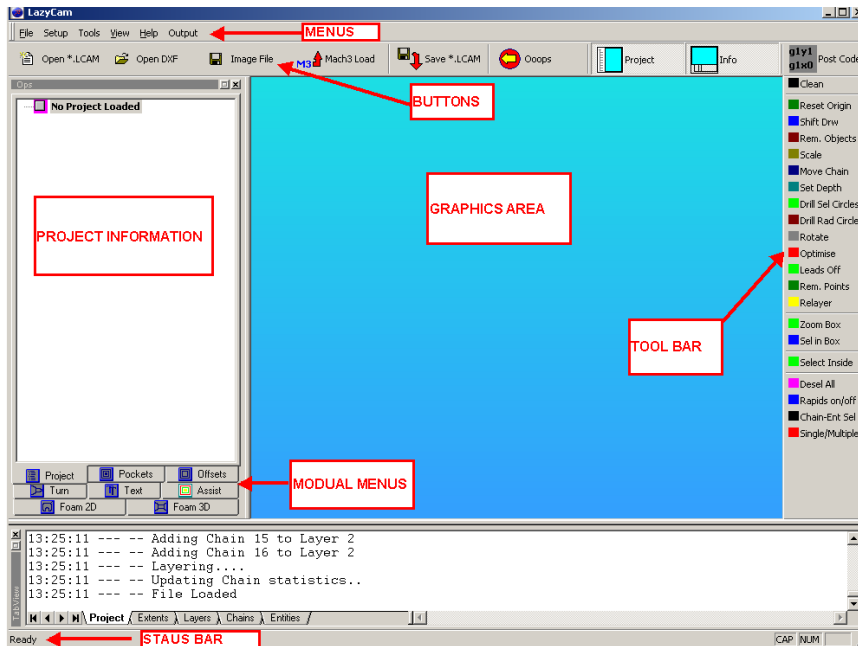 LazyCam
File Setup Tools View Help Output
MENUS
Open *.LCAM Open DXF Image File M3 Mach3 Load Save *.LCAM Ooops Project Info g1y1 g1x0 Post Code
Ops
No Project Loaded
BUTTONS
PROJECT INFORMATION
GRAPHICS AREA
TOOL BAR
Clean
Reset Origin
Shift Drw
Rem. Objects
Scale
Move Chain
Set Depth
Drill Sel Circles
Drill Rad Circle
Rotate
Optimise
Leads Off
Rem. Points
Relayer
Zoom Box
Sel in Box
Select Inside
Desel All
Rapids on/off
Chain-Ent Sel
Single/Multiple
Project Pockets Offsets
Turn Text Assist
Foam 2D Foam 3D
MODUAL MENUS
13:25:11 --- -- Adding Chain 15 to Layer 2
13:25:11 --- -- Adding Chain 16 to Layer 2
13:25:11 --- -- Layering....
13:25:11 --- -- Updating Chain statistics..
13:25:11 --- -- File Loaded
TabView
Project Extents Layers Chains Entities
Ready
STAUS BAR
CAP NUM